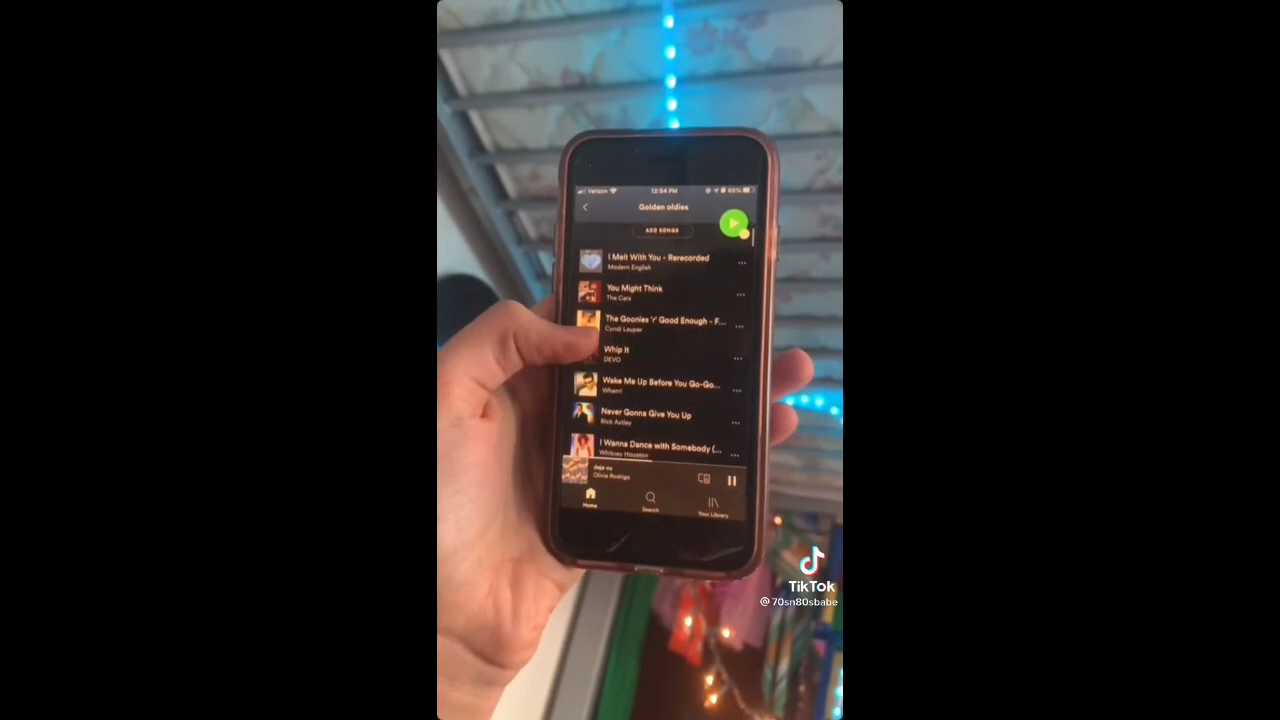 Verizon 12:54 PM 85%
Golden oldies
ADD SONGS
I Melt With You - Rerecorded
Modern English
You Might Think
The Cars
The Goonies 'r' Good Enough - F...
Cyndi Lauper
Whip It
DEVO
Wake Me Up Before You Go-Go...
Wham!
Never Gonna Give You Up
Rick Astley
I Wanna Dance with Somebody (...
Whitney Houston
deja vu
Olivia Rodrigo
Home Search Your Library
TikTok
@70sn80sbabe